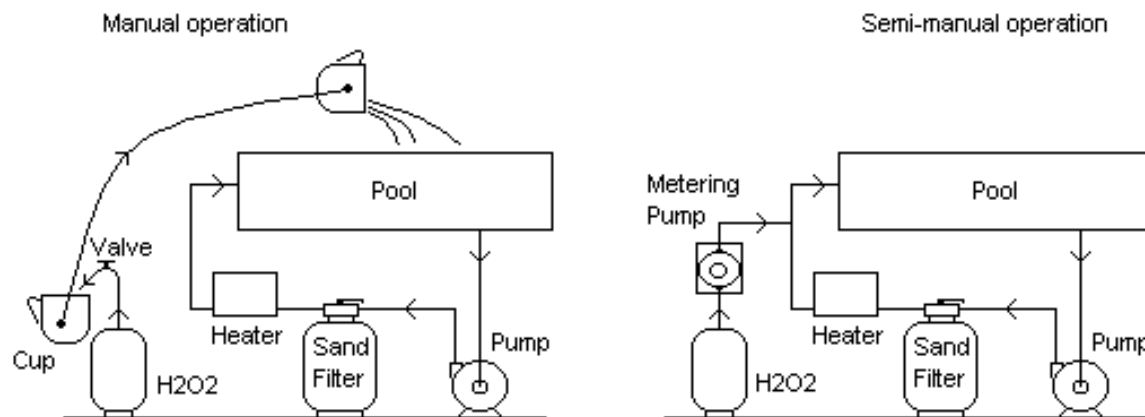 Manual operation
Semi-manual operation
Pool
Valve
Heater
Cup
H2O2
Sand
Filter
Pump
Metering
Pump
Pool
Heater
H2O2
Sand
Filter
Pump